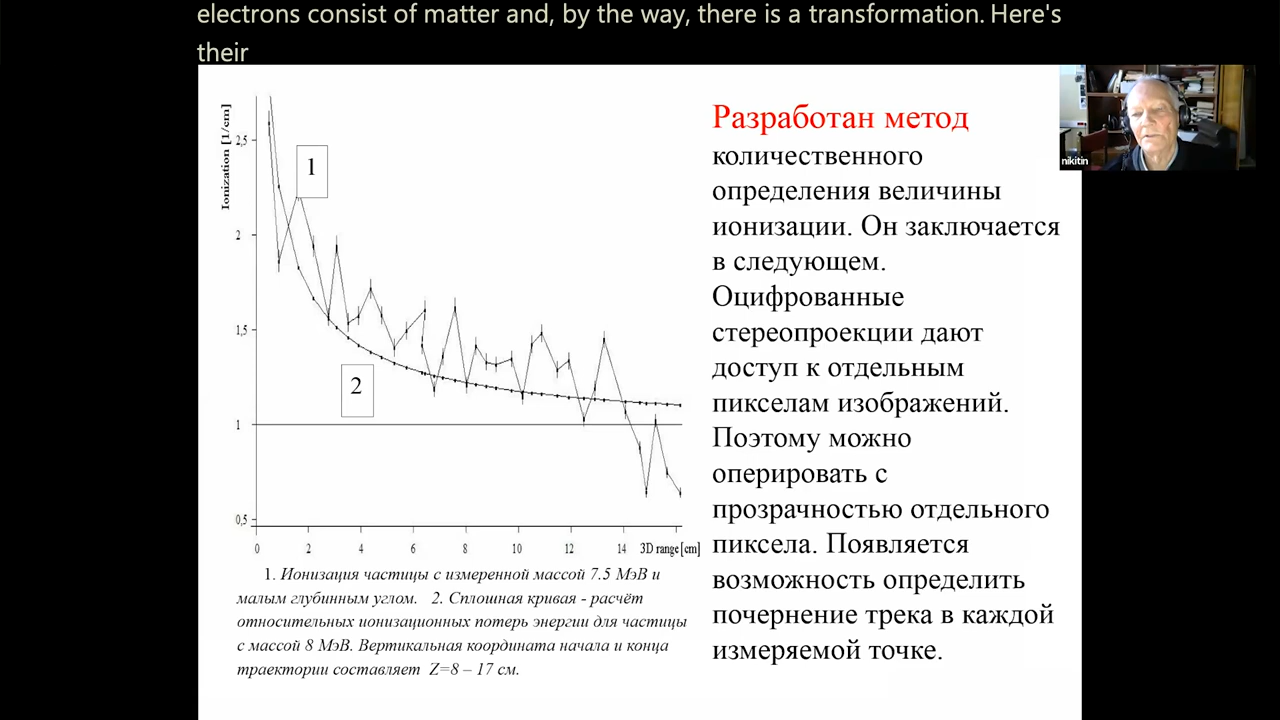 electrons consist of matter and, by the way, there is a transformation. Here's
their
Ionization [1/cm]
2,5
2
1,5
1
0,5
1
2
0
2
4
6
8
10
12
14
3D range [cm]
1. Ионизация частицы с измеренной массой 7.5 МэВ и
малым глубинным углом. 2. Сплошная кривая - расчёт
относительных ионизационных потерь энергии для частицы
с массой 8 МэВ. Вертикальная координата начала и конца
траектории составляет Z=8 – 17 см.
Разработан метод
количественного
определения величины
ионизации. Он заключается
в следующем.
Оцифрованные
стереопроекции дают
доступ к отдельным
пикселам изображений.
Поэтому можно
оперировать с
прозрачностью отдельного
пиксела. Появляется
возможность определить
почернение трека в каждой
измеряемой точке.
nikitin